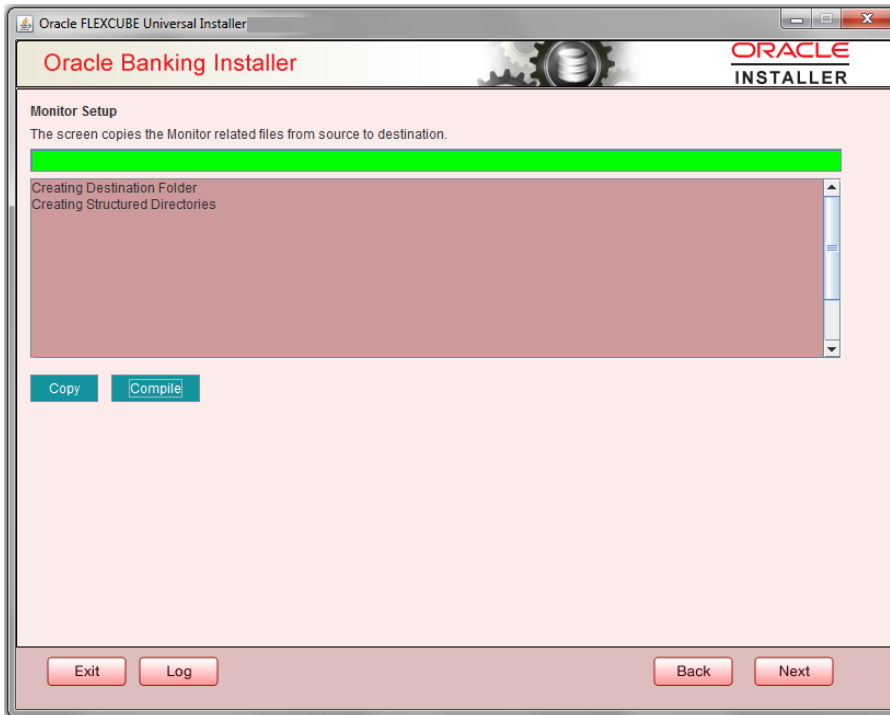 Oracle FLEXCUBE Universal Installer
Oracle Banking Installer
ORACLE
INSTALLER
Monitor Setup
The screen copies the Monitor related files from source to destination.
Creating Destination Folder
Creating Structured Directories
Copy Compile
Exit Log Back Next